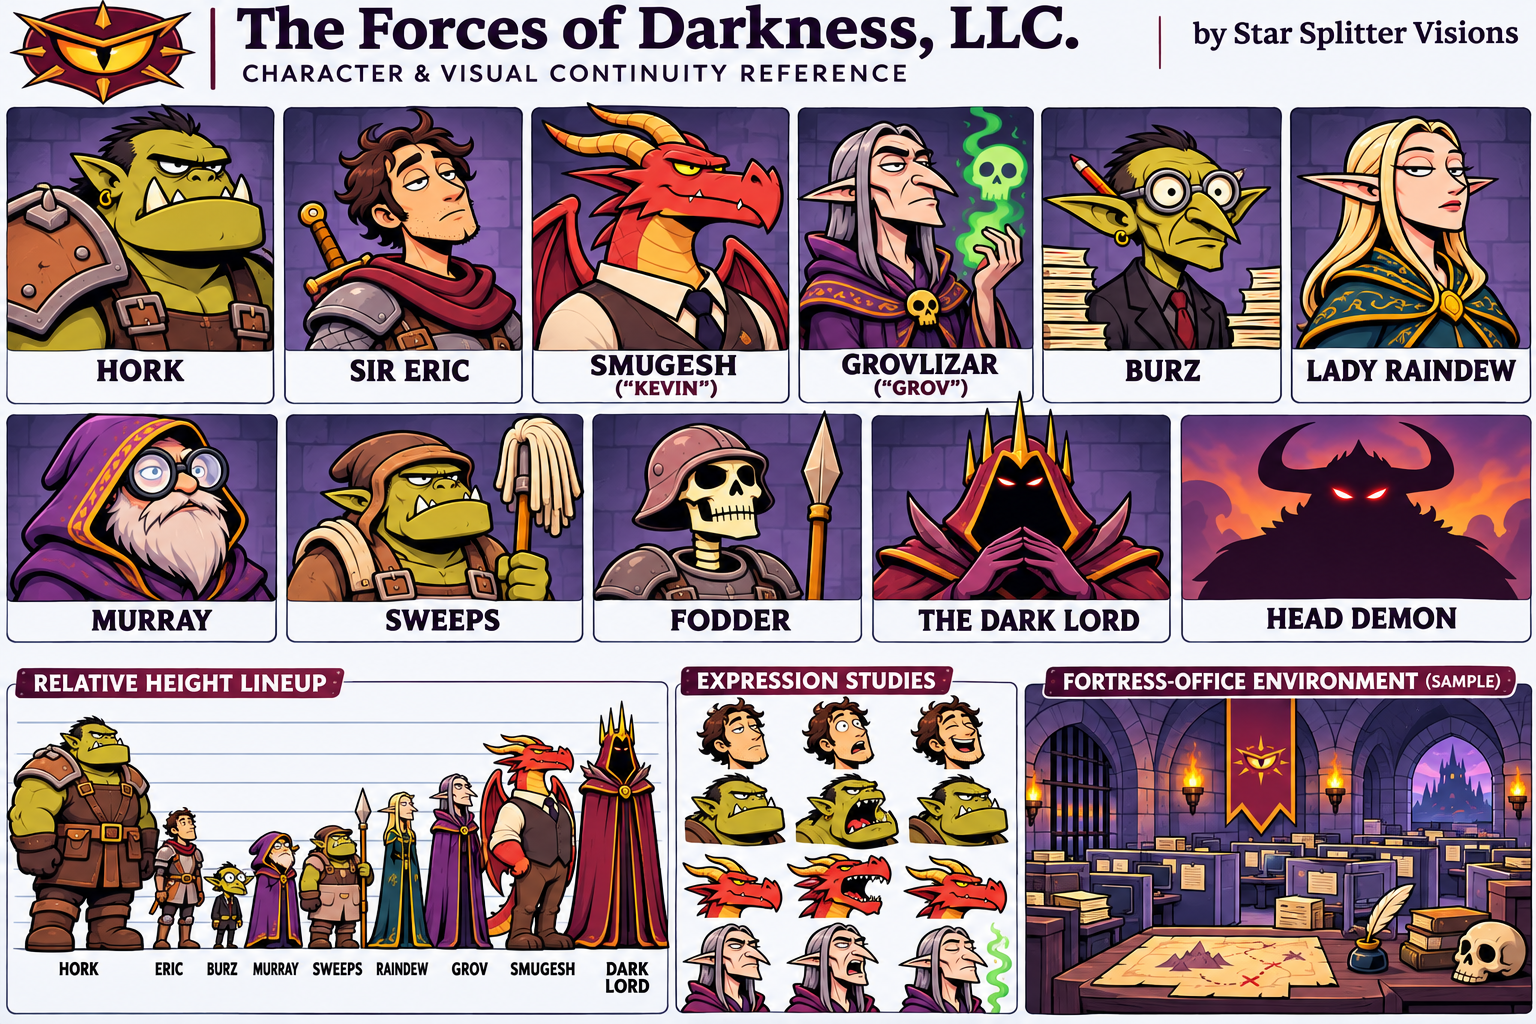 The Forces of Darkness, LLC.
CHARACTER & VISUAL CONTINUITY REFERENCE
by Star Splitter Visions
HORK
SIR ERIC
SMUGESH
(“KEVIN”)
GROVLIZAR
(“GROV”)
BURZ
LADY RAINDEW
MURRAY
SWEEPS
FODDER
THE DARK LORD
HEAD DEMON
RELATIVE HEIGHT LINEUP
HORK
ERIC
BURZ
MURRAY
SWEEPS
RAINDEW
GROV
SMUGESH
DARK
LORD
EXPRESSION STUDIES
FORTRESS-OFFICE ENVIRONMENT (SAMPLE)